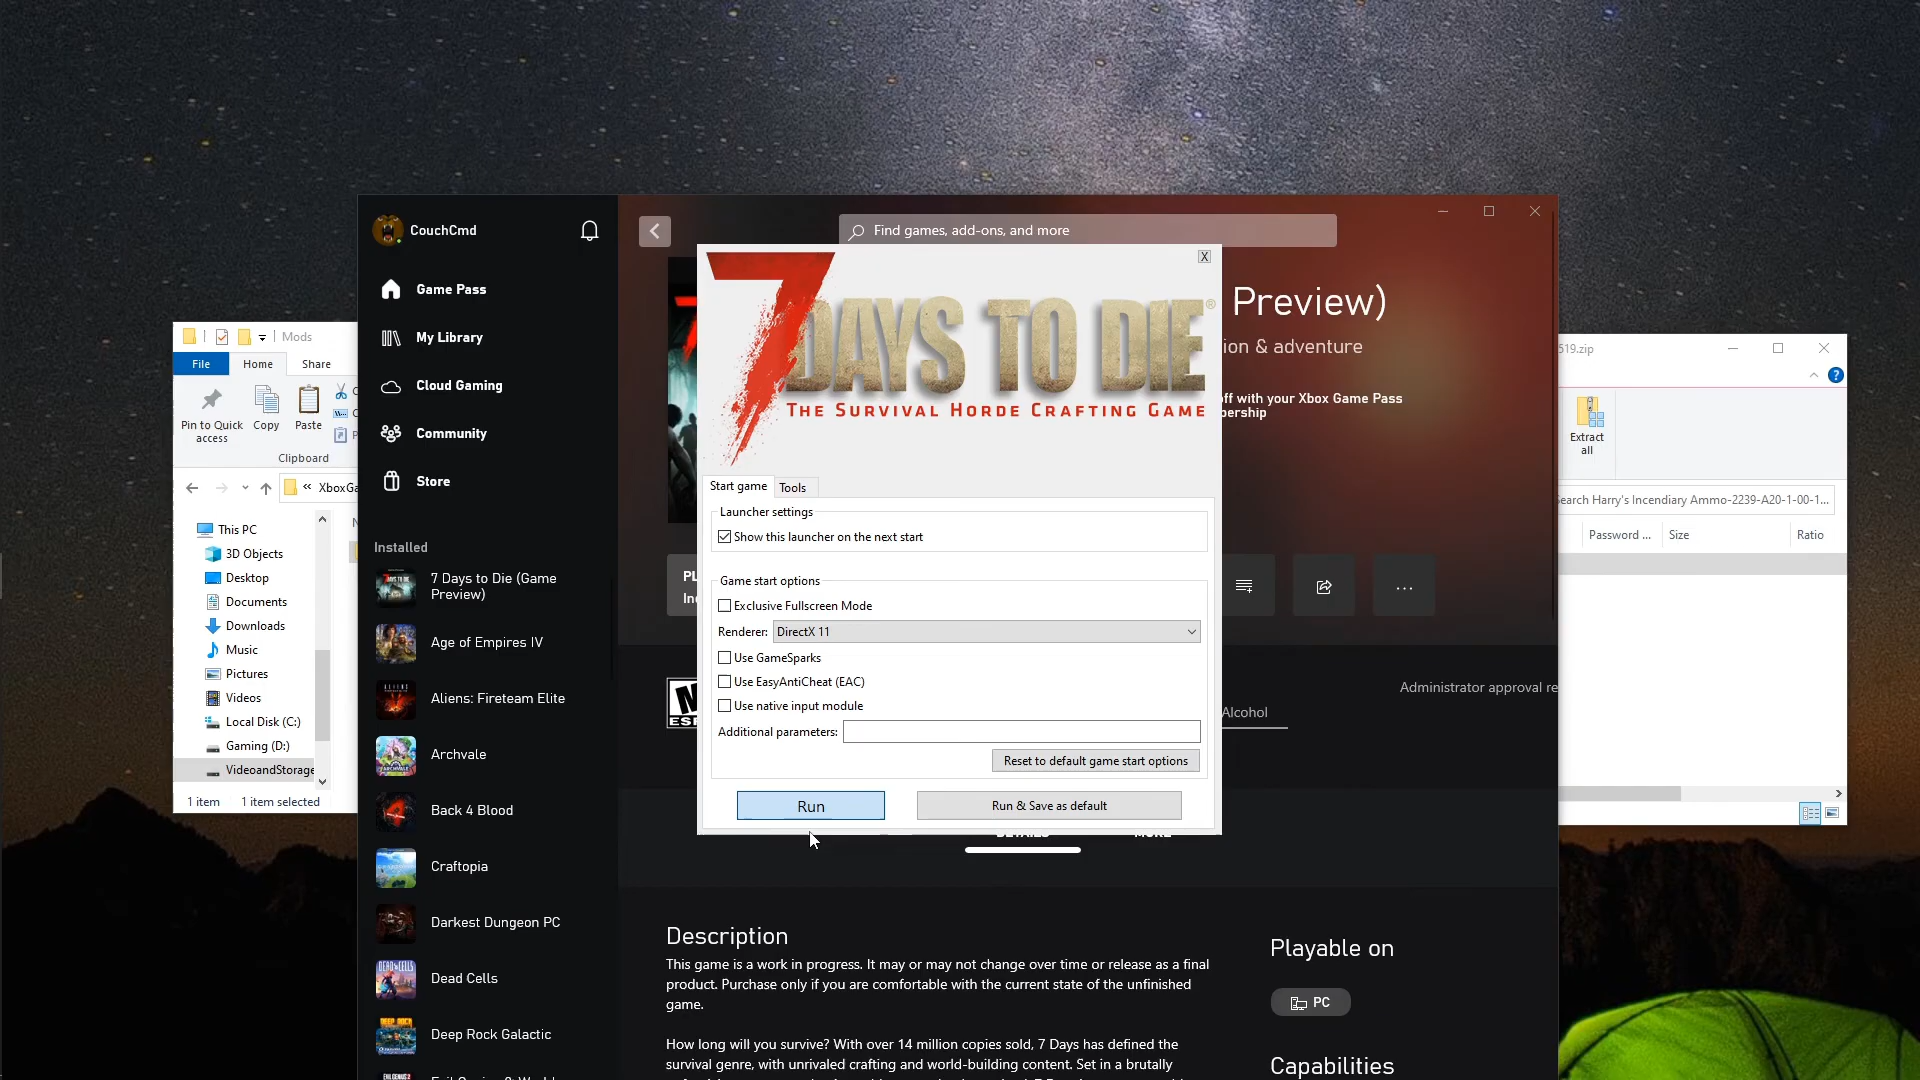 CouchCmd
Game Pass
My Library
Cloud Gaming
Community
Store
Installed
7 Days to Die (Game
Preview)
Age of Empires IV
Aliens: Fireteam Elite
Archvale
Back 4 Blood
Craftopia
Darkest Dungeon PC
Dead Cells
Deep Rock Galactic
Mods
File
Home
Share
Pin to Quick
access
Copy
Paste
Clipboard
« XboxGa
This PC
3D Objects
Desktop
Documents
Downloads
Music
Pictures
Videos
Local Disk (C:)
Gaming (D:)
VideoandStorage
1 item
1 item selected
Find games, add-ons, and more
Preview)
ion & adventure
ff with your Xbox Game Pass
bership
X
7 DAYS TO DIE®
THE SURVIVAL HORDE CRAFTING GAME
Start game
Tools
Launcher settings
Show this launcher on the next start
Game start options
Exclusive Fullscreen Mode
Renderer: DirectX 11
Use GameSparks
Use EasyAntiCheat (EAC)
Use native input module
Additional parameters:
Reset to default game start options
Run
Run & Save as default
PL
In
...
Administrator approval re
Alcohol
Description
This game is a work in progress. It may or may not change over time or release as a final
product. Purchase only if you are comfortable with the current state of the unfinished
game.
How long will you survive? With over 14 million copies sold, 7 Days has defined the
survival genre, with unrivaled crafting and world-building content. Set in a brutally
Playable on
PC
Capabilities
519.zip
Extract
all
Search Harry's Incendiary Ammo-2239-A20-1-00-1...
Password ...
Size
Ratio